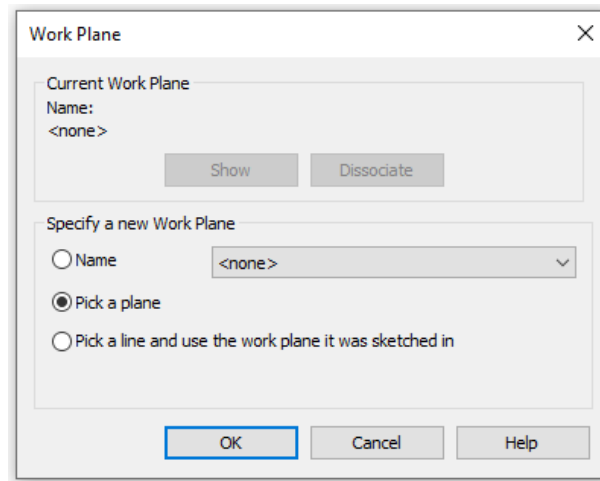 Work Plane
Current Work Plane
Name:
<none>
Show Dissociate
Specify a new Work Plane
Name <none>
Pick a plane
Pick a line and use the work plane it was sketched in
OK Cancel Help